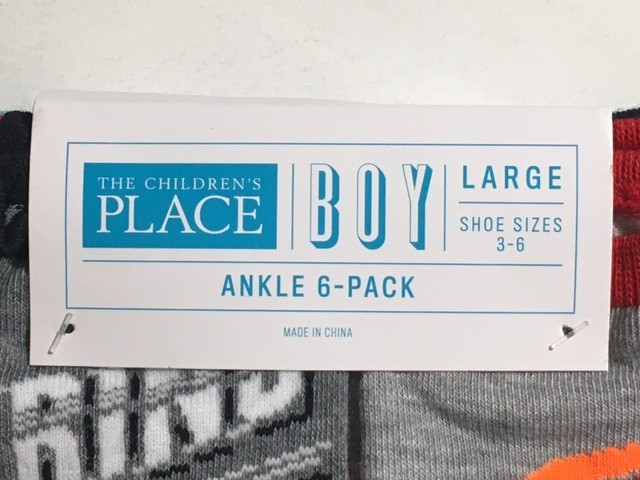 THE CHILDREN'S
PLACE
BOY
LARGE
SHOE SIZES
3-6
ANKLE 6-PACK
MADE IN CHINA